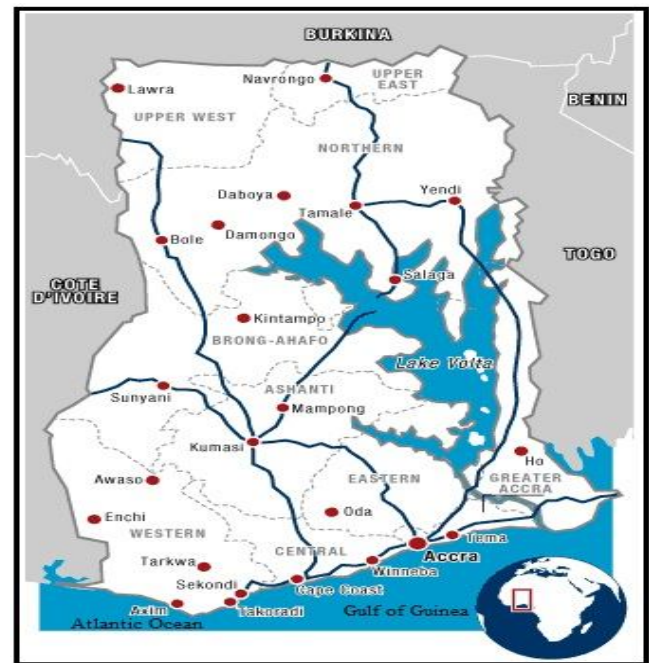 BURKINA
Navrongo
UPPER
EAST
Lawra
BENIN
UPPER WEST
NORTHERN
Daboya
Yendi
Tamale
Damongo
Bole
TOGO
COTE
D'IVOIRE
Salaga
Kintampo
BRONG-AHAFO
Lake Volta
ASHANTI
Sunyani
Mampong
Kumasi
Ho
Awaso
EASTERN
GREATER
ACCRA
Enchi
Oda
WESTERN
Tema
CENTRAL
Accra
Tarkwa
Winneba
Sekondi
Cape Coast
Axim
Takoradi
Gulf of Guinea
Atlantic Ocean